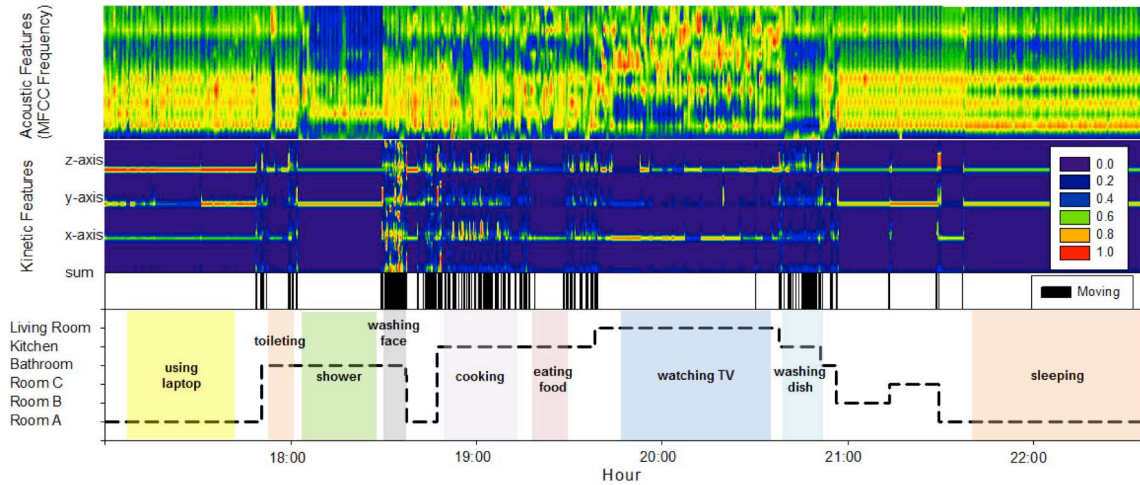 Acoustic Features
(MFCC Frequency)
Kinetic Features
z-axis
y-axis
x-axis
sum
0.0
0.2
0.4
0.6
0.8
1.0
Moving
Living Room
Kitchen
Bathroom
Room C
Room B
Room A
using
laptop
toileting
shower
washing
face
cooking
eating
food
watching TV
washing
dish
sleeping
18:00
19:00
20:00
21:00
22:00
Hour